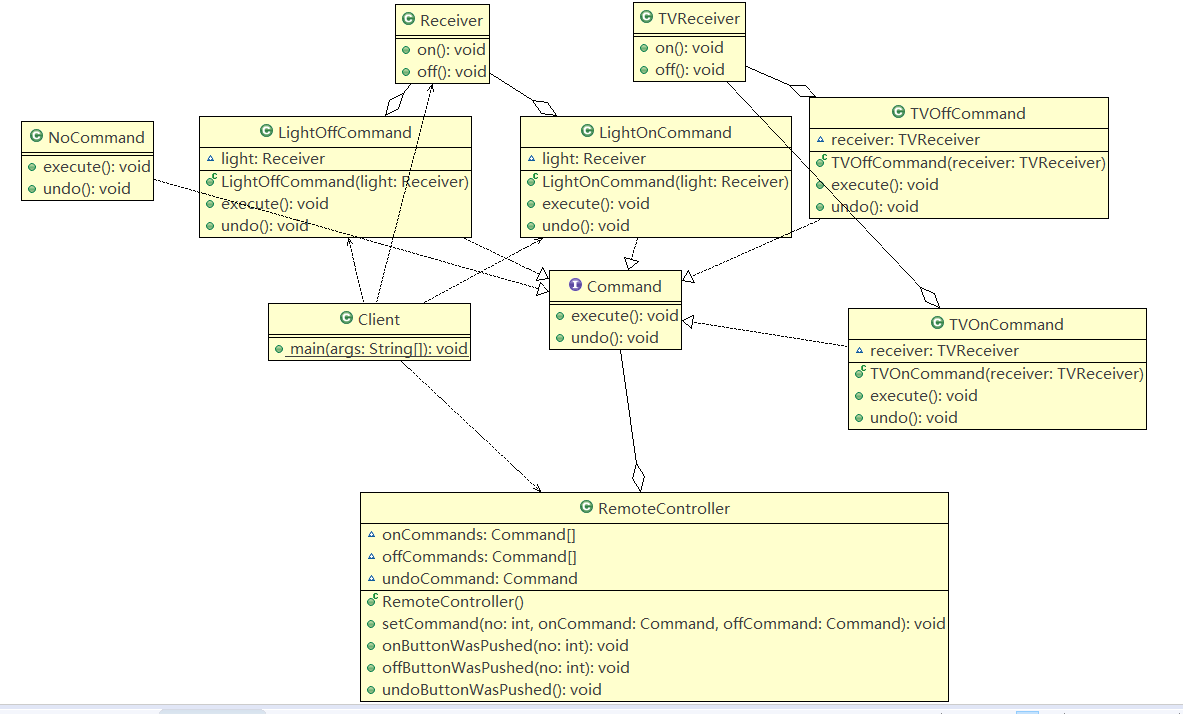 Receiver
on(): void
off(): void
TVReceiver
on(): void
off(): void
NoCommand
execute(): void
undo(): void
LightOffCommand
light: Receiver
LightOffCommand(light: Receiver)
execute(): void
undo(): void
LightOnCommand
light: Receiver
LightOnCommand(light: Receiver)
execute(): void
undo(): void
TVOffCommand
receiver: TVReceiver
TVOffCommand(receiver: TVReceiver)
execute(): void
undo(): void
Client
main(args: String[]): void
Command
execute(): void
undo(): void
TVOnCommand
receiver: TVReceiver
TVOnCommand(receiver: TVReceiver)
execute(): void
undo(): void
RemoteController
onCommands: Command[]
offCommands: Command[]
undoCommand: Command
RemoteController()
setCommand(no: int, onCommand: Command, offCommand: Command): void
onButtonWasPushed(no: int): void
offButtonWasPushed(no: int): void
undoButtonWasPushed(): void